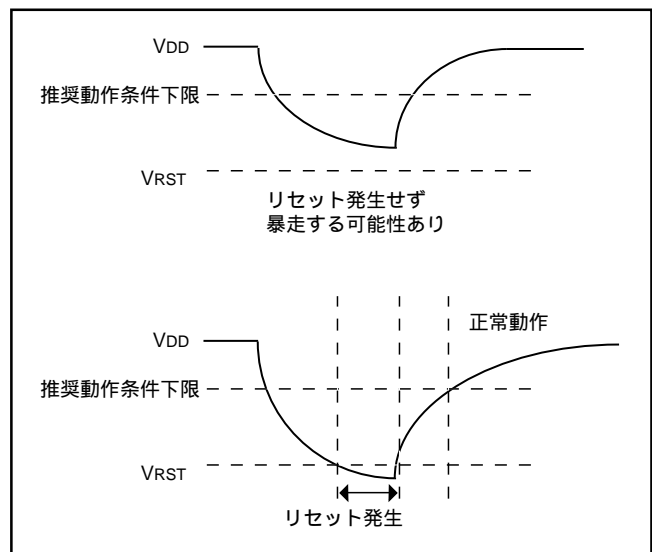 VDD
推奨動作条件下限
VRST
リセット発生せず
暴走する可能性あり
正常動作
VDD
推奨動作条件下限
VRST
リセット発生